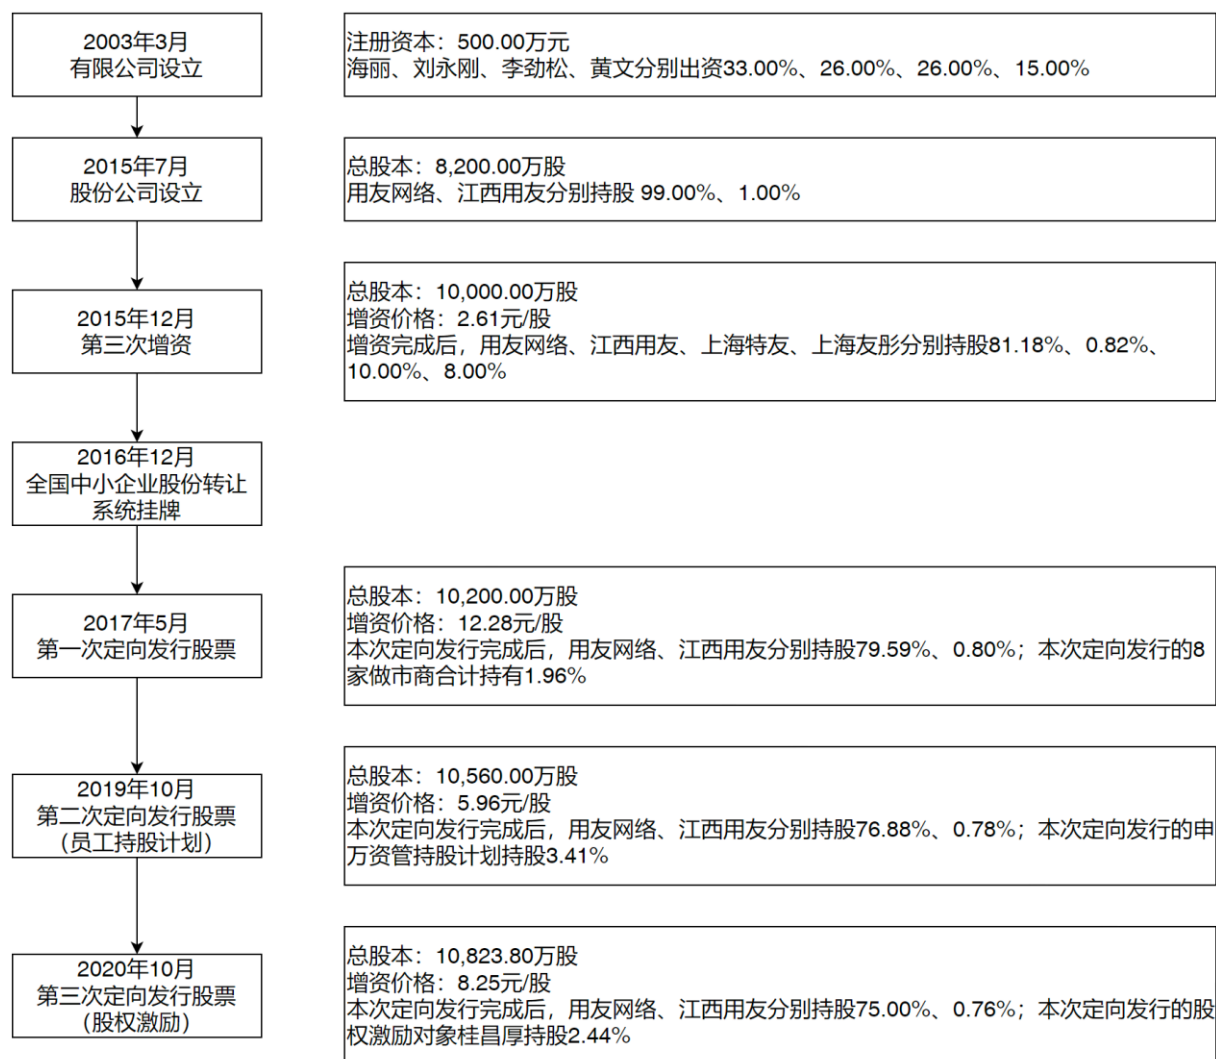 2003年3月
有限公司设立
注册资本：500.00万元
海丽、刘永刚、李劲松、黄文分别出资33.00%、26.00%、26.00%、15.00%
2015年7月
股份公司设立
总股本：8,200.00万股
用友网络、江西用友分别持股 99.00%、1.00%
2015年12月
第三次增资
总股本：10,000.00万股
增资价格：2.61元/股
增资完成后，用友网络、江西用友、上海特友、上海友彤分别持股81.18%、0.82%、
10.00%、8.00%
2016年12月
全国中小企业股份转让
系统挂牌
2017年5月
第一次定向发行股票
总股本：10,200.00万股
增资价格：12.28元/股
本次定向发行完成后，用友网络、江西用友分别持股79.59%、0.80%；本次定向发行的8
家做市商合计持有1.96%
2019年10月
第二次定向发行股票
（员工持股计划）
总股本：10,560.00万股
增资价格：5.96元/股
本次定向发行完成后，用友网络、江西用友分别持股76.88%、0.78%；本次定向发行的申
万资管持股计划持股3.41%
2020年10月
第三次定向发行股票
（股权激励）
总股本：10,823.80万股
增资价格：8.25元/股
本次定向发行完成后，用友网络、江西用友分别持股75.00%、0.76%；本次定向发行的股
权激励对象桂昌厚持股2.44%